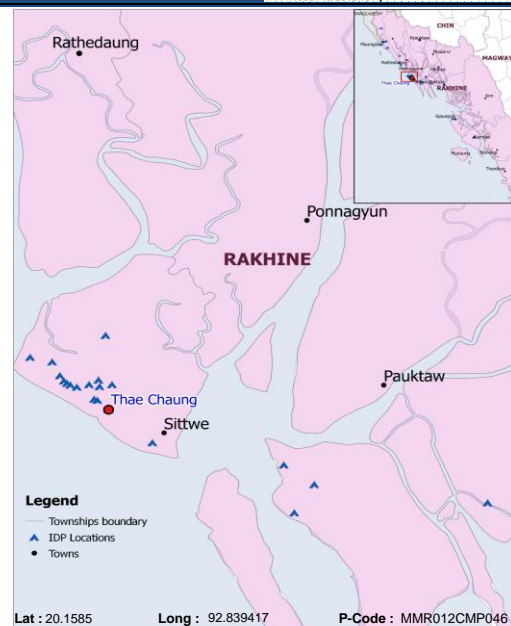 Rathedaung
Ponnagyun
RAKHINE
Pauktaw
Thae Chaung
Sittwe
Legend
Townships boundary
IDP Locations
Towns
Lat : 20.1585 Long : 92.839417 P-Code : MMR012CMP046
CHIN
MAGWAY
Thae Chaung
RAKHINE